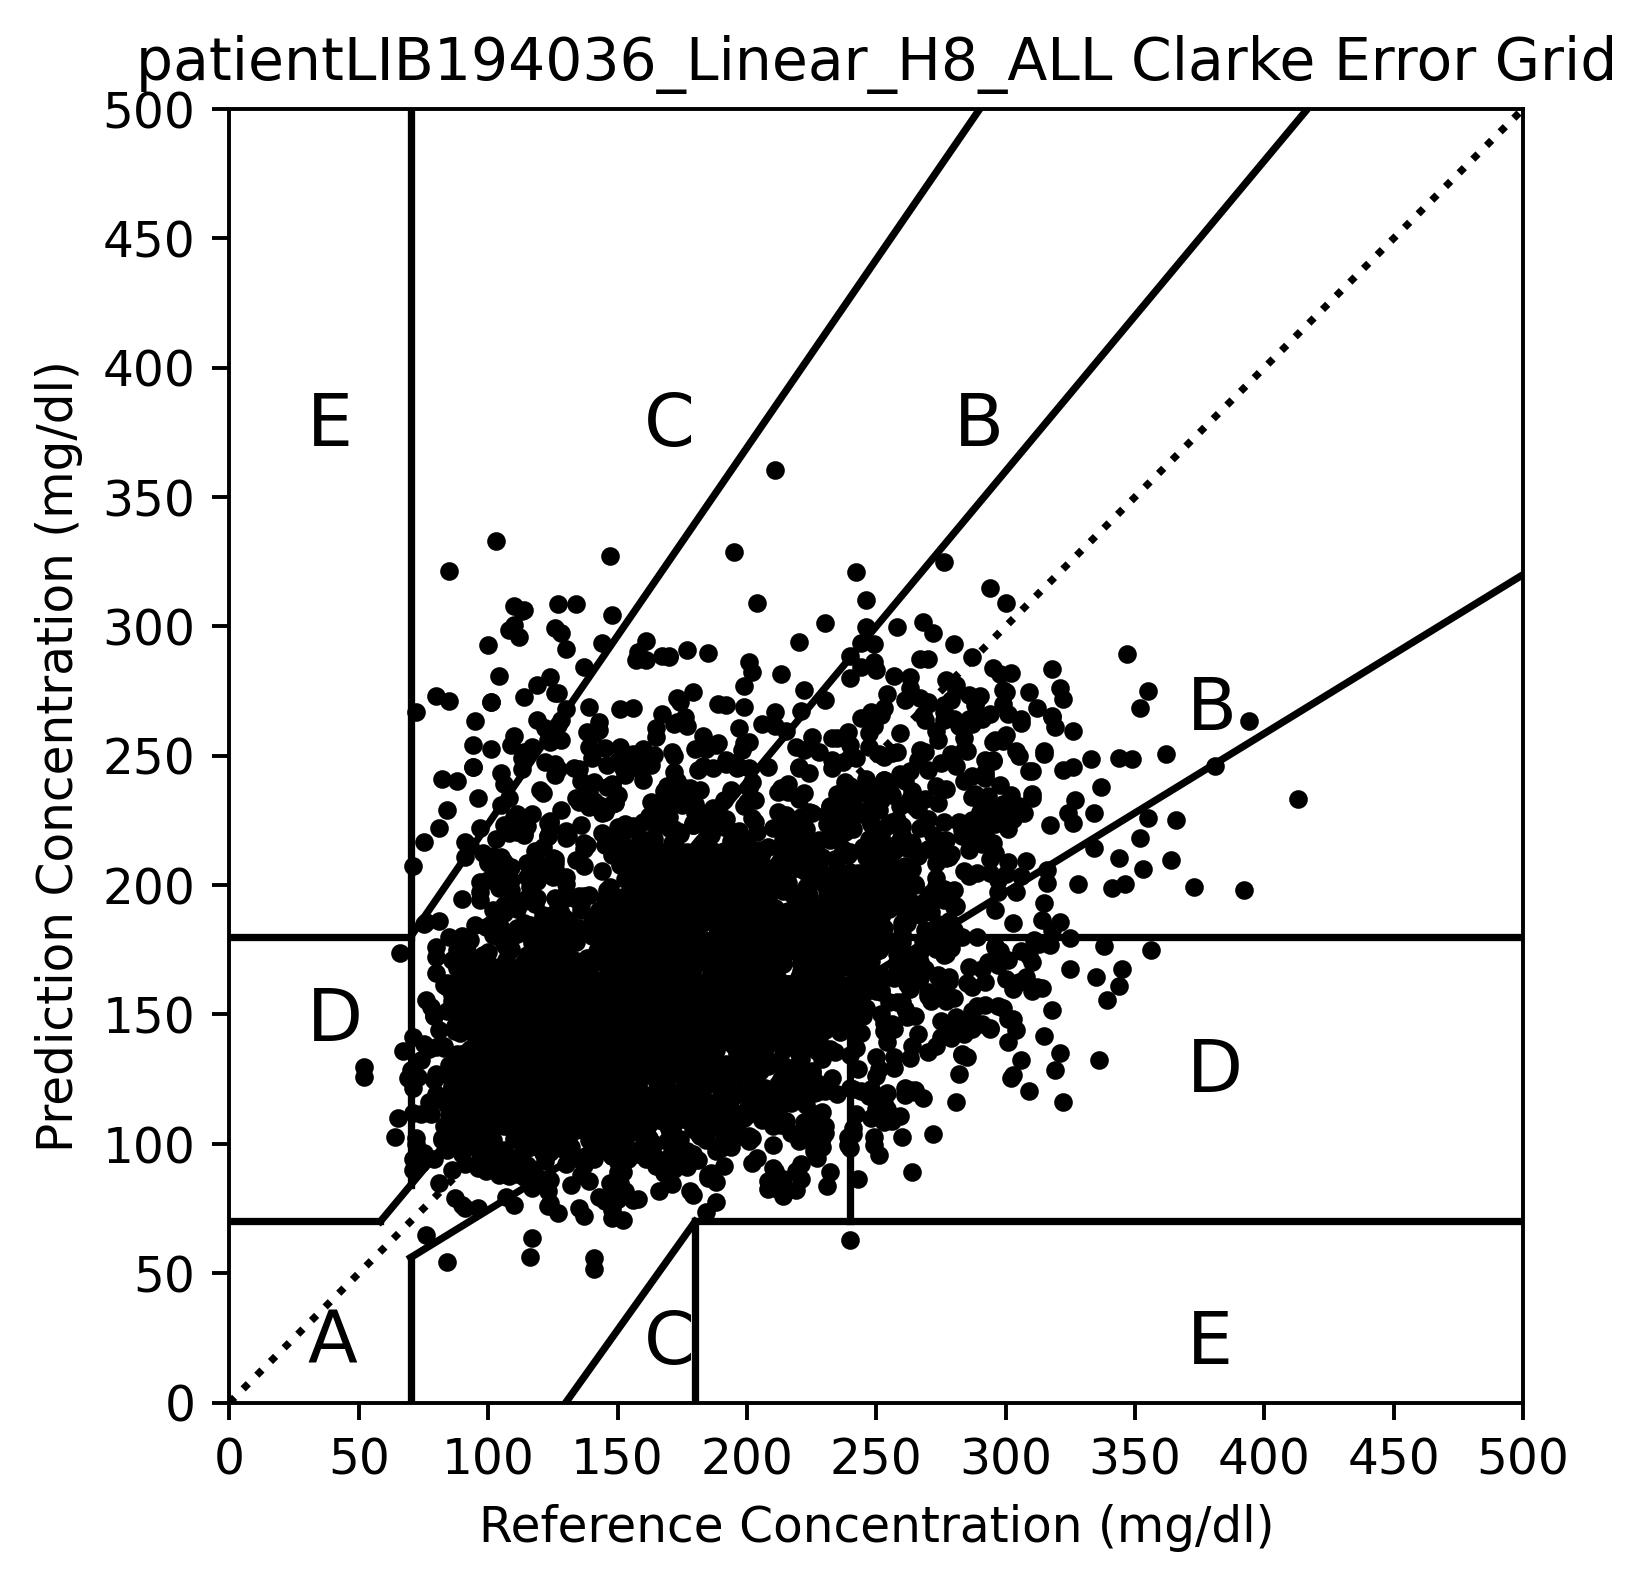 patientLIB194036_Linear_H8_ALL Clarke Error Grid
500
450
400
350
300
250
200
150
100
50
0
Prediction Concentration (mg/dl)
E
C
B
B
D
D
A
C
E
0 50 100 150 200 250 300 350 400 450 500
Reference Concentration (mg/dl)